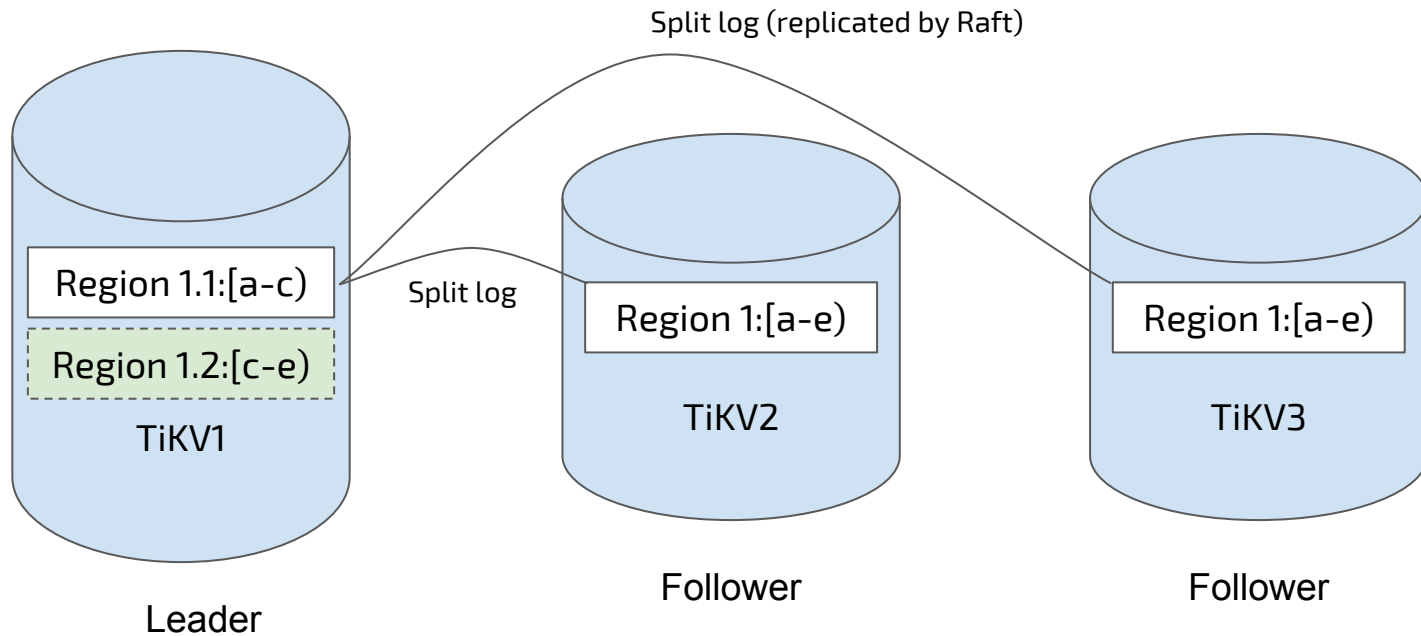 Split log (replicated by Raft)
Region 1.1:[a-c)
Region 1.2:[c-e)
TiKV1
Leader
Split log
Region 1:[a-e)
TiKV2
Follower
Region 1:[a-e)
TiKV3
Follower